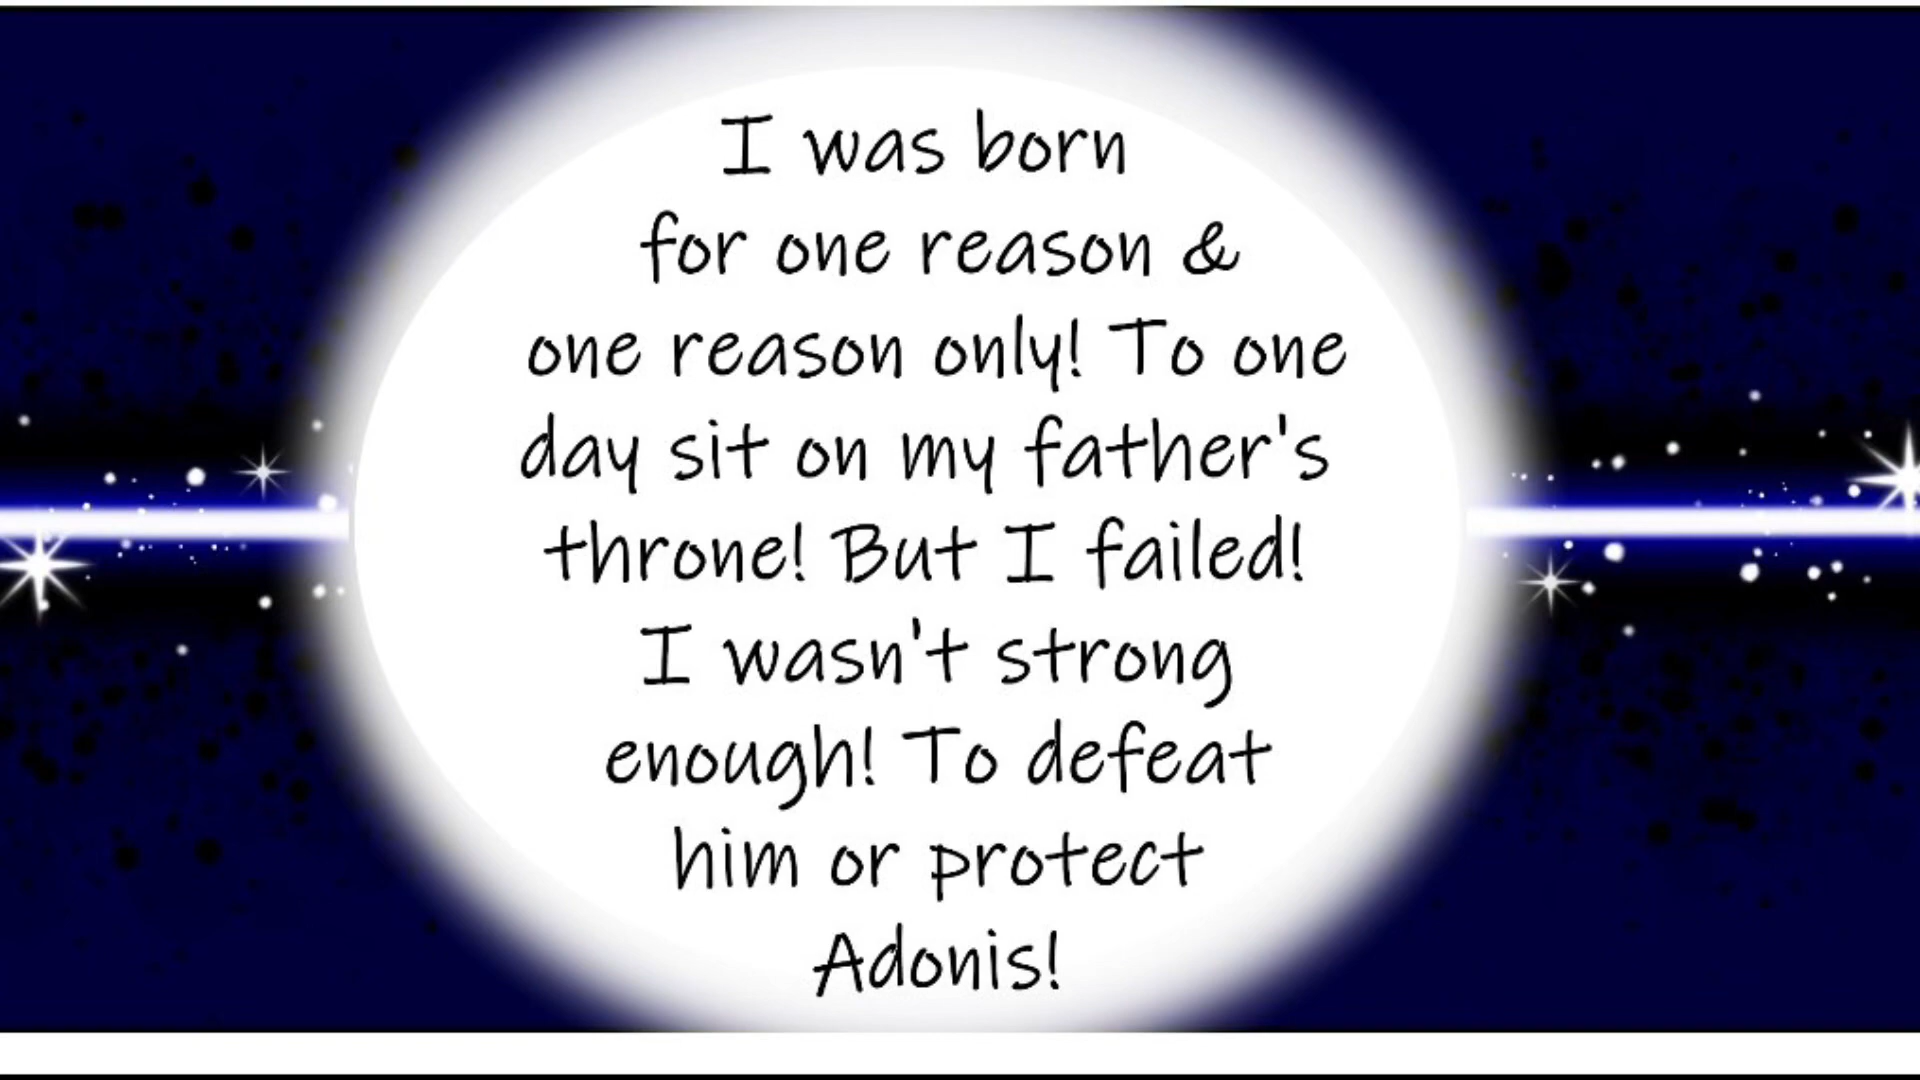 I was born
for one reason &
one reason only! To one
day sit on my father's
throne! But I failed!
I wasn't strong
enough! To defeat
him or protect
Adonis!